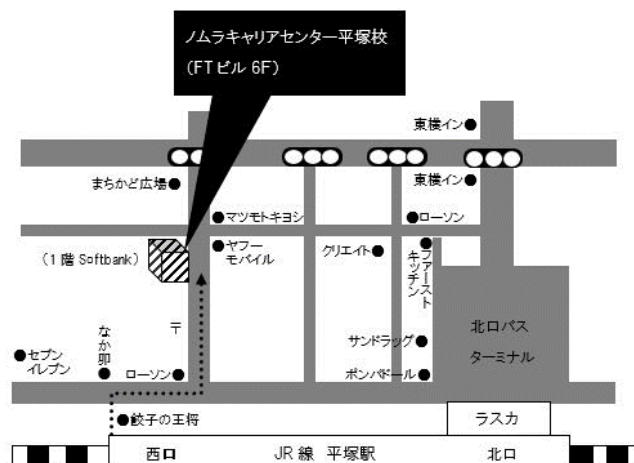 ノムラキャリアセンター平塚校
(FTビル 6F)
東横イン
まちかど広場
東横イン
マツモトキヨシ
ローソン
(1階 Softbank)
ヤフー
モバイル
クリエイト
ファースト
キッチン
〒
なか卯
セブン
イレブン
ローソン
サンドラッグ
ポンパドール
北口バス
ターミナル
餃子の王将
ラスカ
西口
JR線 平塚駅
北口